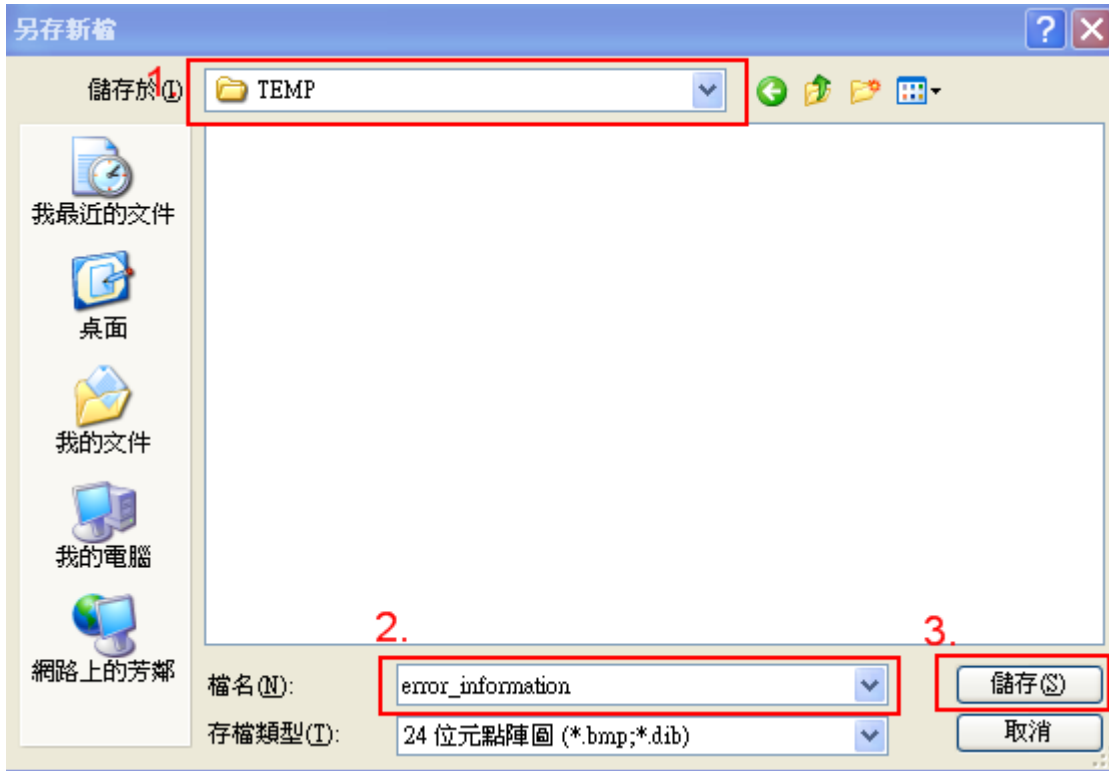 另存新檔
儲存於(I)
1
TEMP
我最近的文件
桌面
我的文件
我的電腦
網路上的芳鄰
2.
3.
檔名(N):
error_information
儲存(S)
存檔類型(T):
24 位元點陣圖 (*.bmp;*.dib)
取消